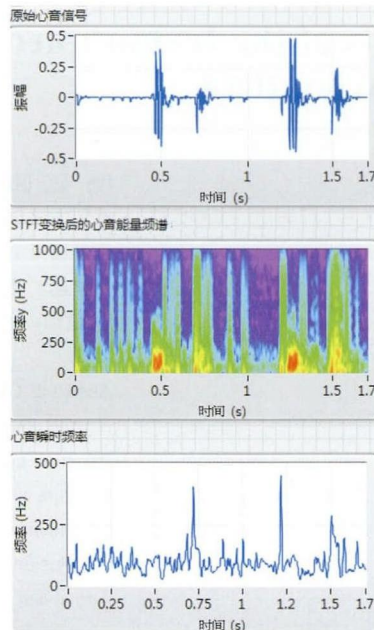 原始心音信号
0.5
0.25
0
-0.25
-0.5
振幅
0 0.5 1 1.5 1.7
时间 (s)
STFT变换后的心音能量频谱
1000
750
500
250
0
频率y (Hz)
0 0.5 1 1.5 1.7
时间 (s)
心音瞬时频率
500
250
0
频率 (Hz)
0 0.25 0.5 0.75 1 1.2 1.5 1.7
时间 (s)